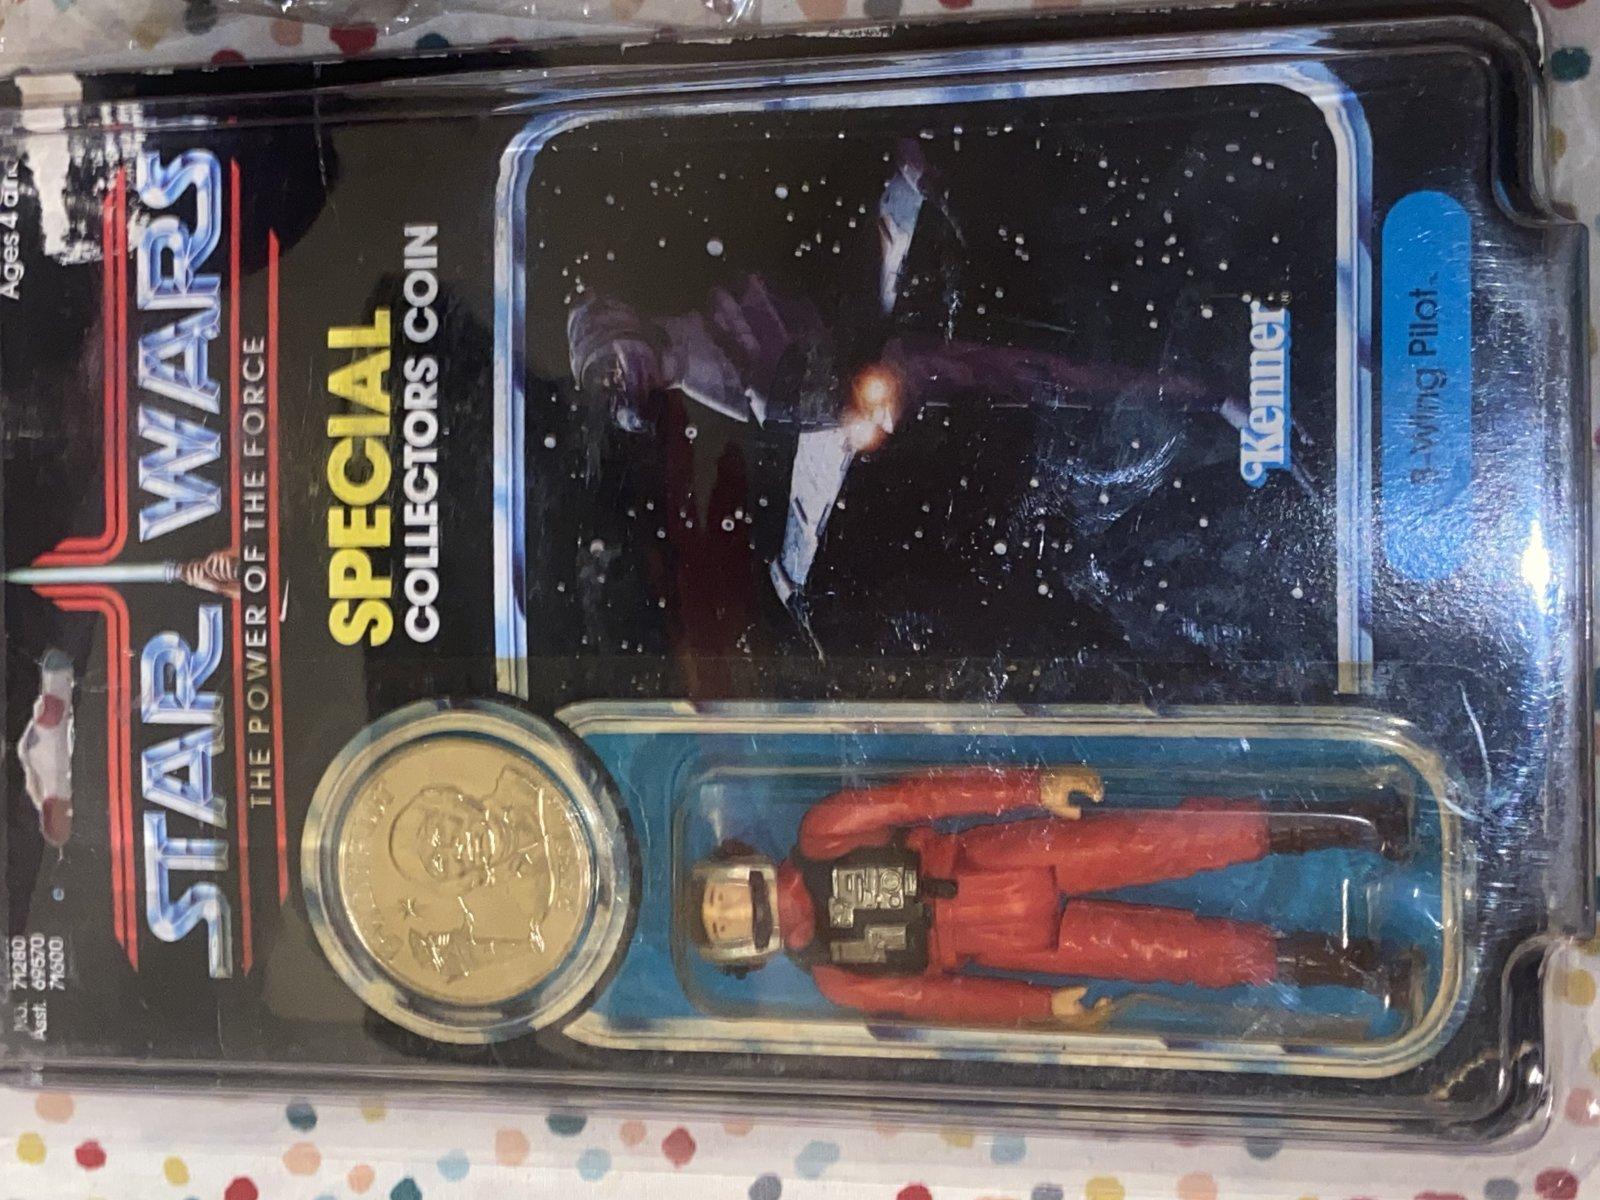 Ages 4 an
STAR WARS
THE POWER OF THE FORCE
NO. 71280
Asst. 69570
71600
SPECIAL
COLLECTORS COIN
Kenner
B-wing Pilot